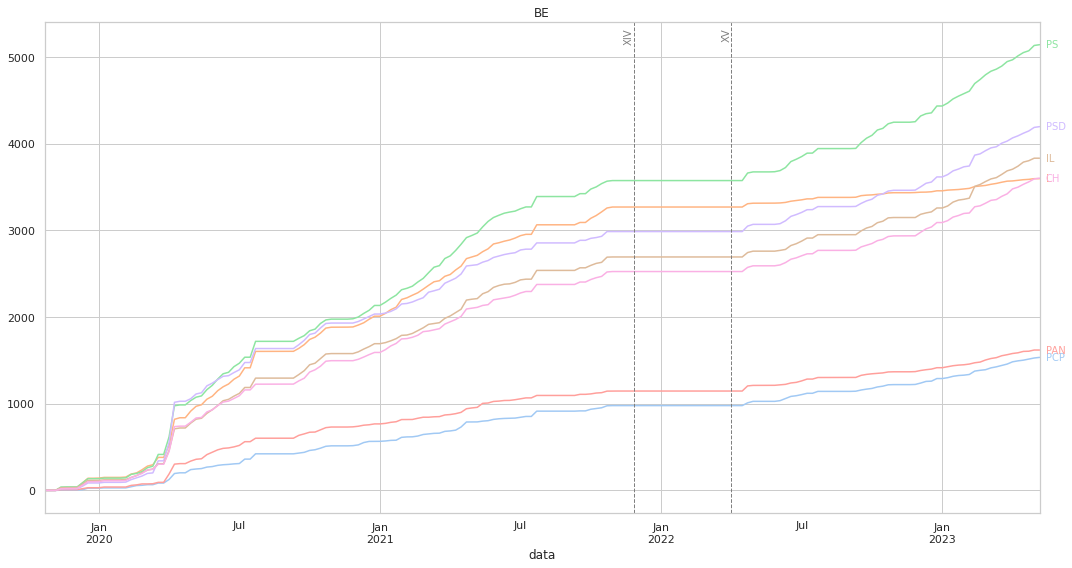 BE
XIV
XV
5000
4000
3000
2000
1000
0
PS
PSD
IL
CH
PAN
PCP
Jan
2020
Jul
Jan
2021
Jul
Jan
2022
Jul
Jan
2023
data